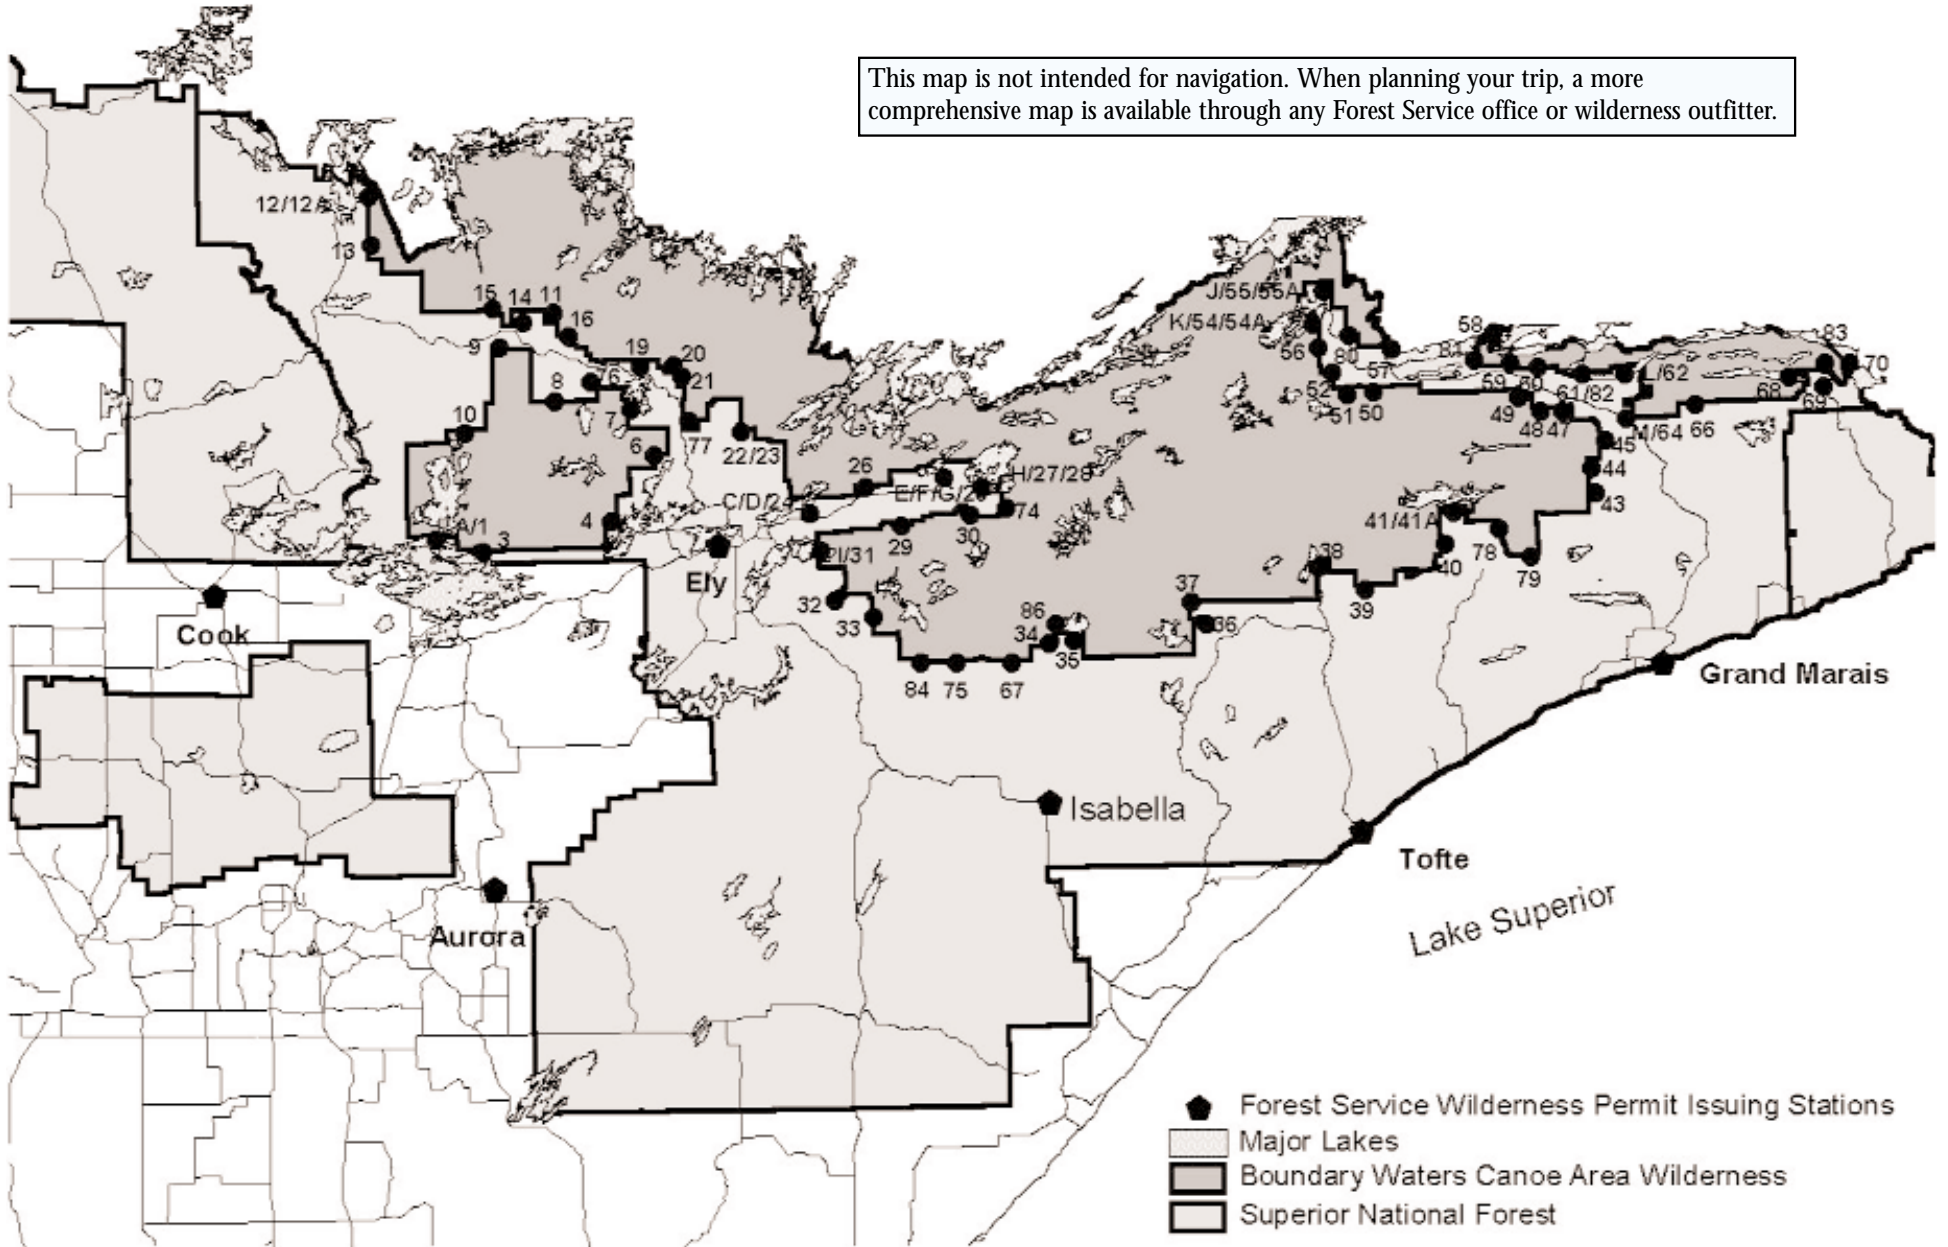 This map is not intended for navigation. When planning your trip, a more
comprehensive map is available through any Forest Service office or wilderness outfitter.
12/12A
13
15
14
11
16
9
19
20
8
21
10
7
77
6
22/23
4
A/1
3
C/D/24
26
H/27/28
74
30
29
/31
32
33
84
75
67
34
86
35
37
36
38
39
40
41/41A
78
79
43
44
45
47
48
49
50
51
52
56
80
57
J/55/55A
K/54/54A
58
81
59
60
61/82
L/62
M/64
66
68
69
83
70
Ely
Cook
Aurora
Isabella
Tofte
Grand Marais
Lake Superior
Forest Service Wilderness Permit Issuing Stations
Major Lakes
Boundary Waters Canoe Area Wilderness
Superior National Forest